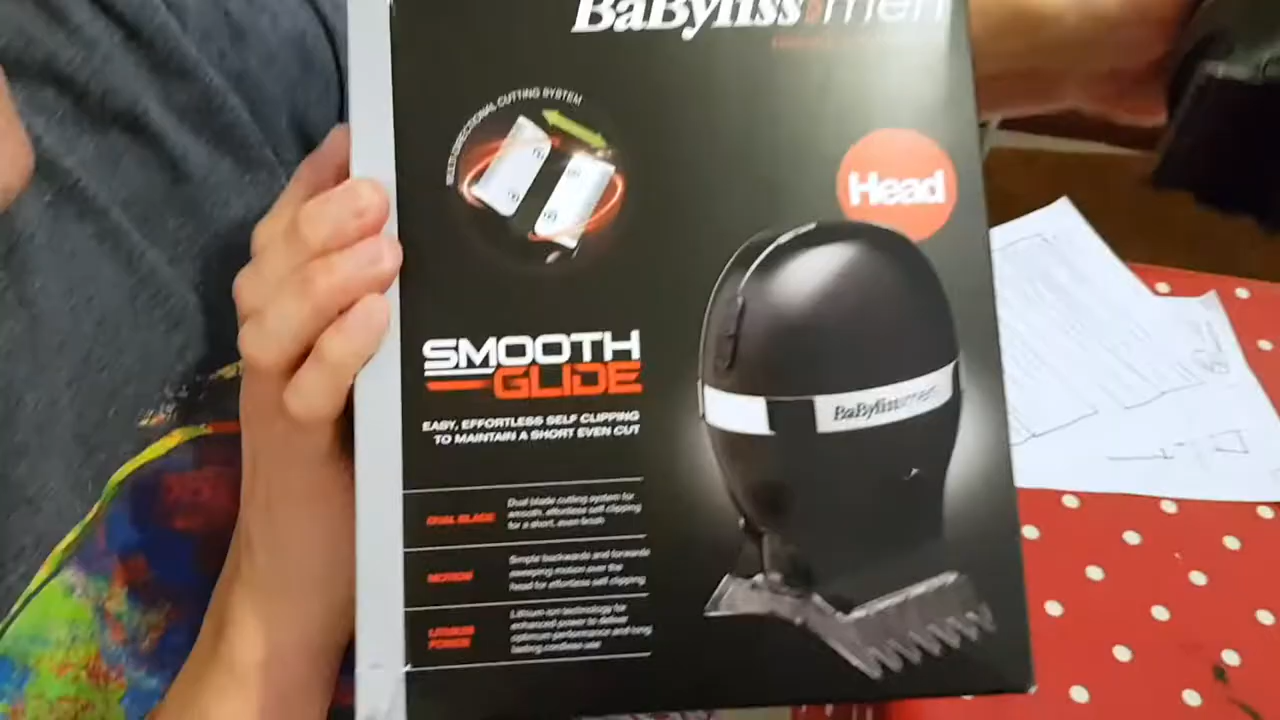 BaByliss men
MULTI-DIRECTIONAL CUTTING SYSTEM
Head
SMOOTH
GLIDE
EASY, EFFORTLESS SELF CLIPPING
TO MAINTAIN A SHORT EVEN CUT
BaByliss men
DUAL BLADE
Dual blade cutting system for
smooth, effortless self clipping
for a short, even finish
MOTION
Simple backwards and forwards
sweeping motion over the
head for effortless self clipping
LITHIUM
POWER
Lithium ion technology for
enhanced power to deliver
optimum performance and long
lasting cordless use